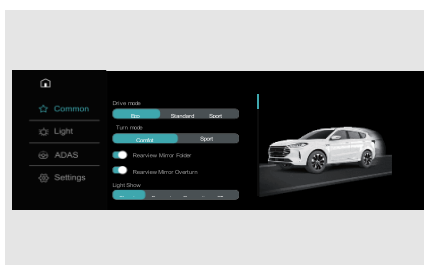 Common
Light
ADAS
Settings
Drive mode
Eco Standard Sport
Turn mode
Comfot Sport
Rearview Mirror Folder
Rearview Mirror Overturn
Light Show